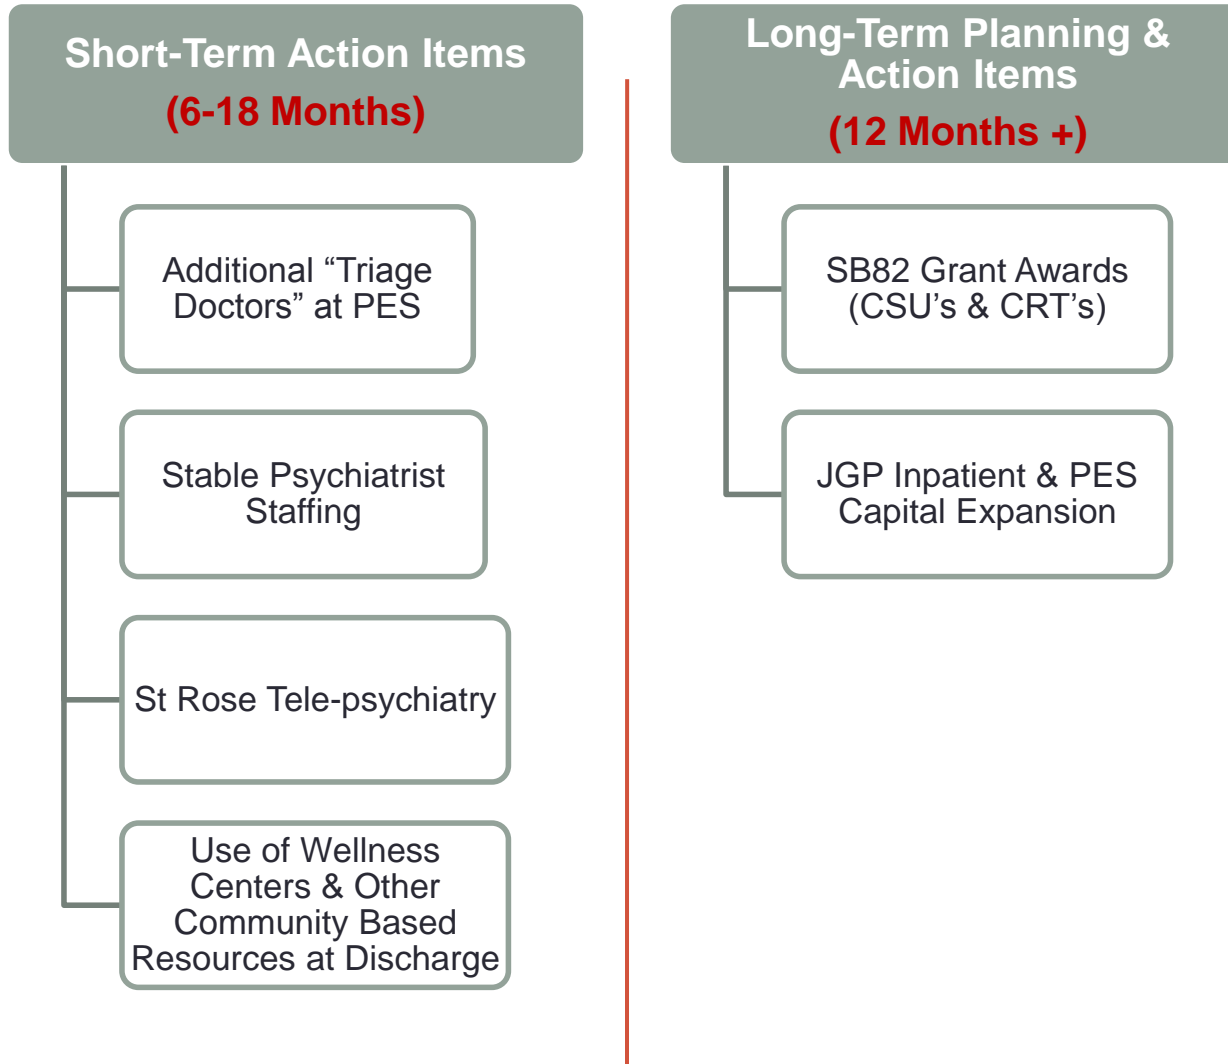 Short-Term Action Items
(6-18 Months)
Additional “Triage
Doctors” at PES
Stable Psychiatrist
Staffing
St Rose Tele-psychiatry
Use of Wellness
Centers & Other
Community Based
Resources at Discharge
Long-Term Planning &
Action Items
(12 Months +)
SB82 Grant Awards
(CSU’s & CRT’s)
JGP Inpatient & PES
Capital Expansion